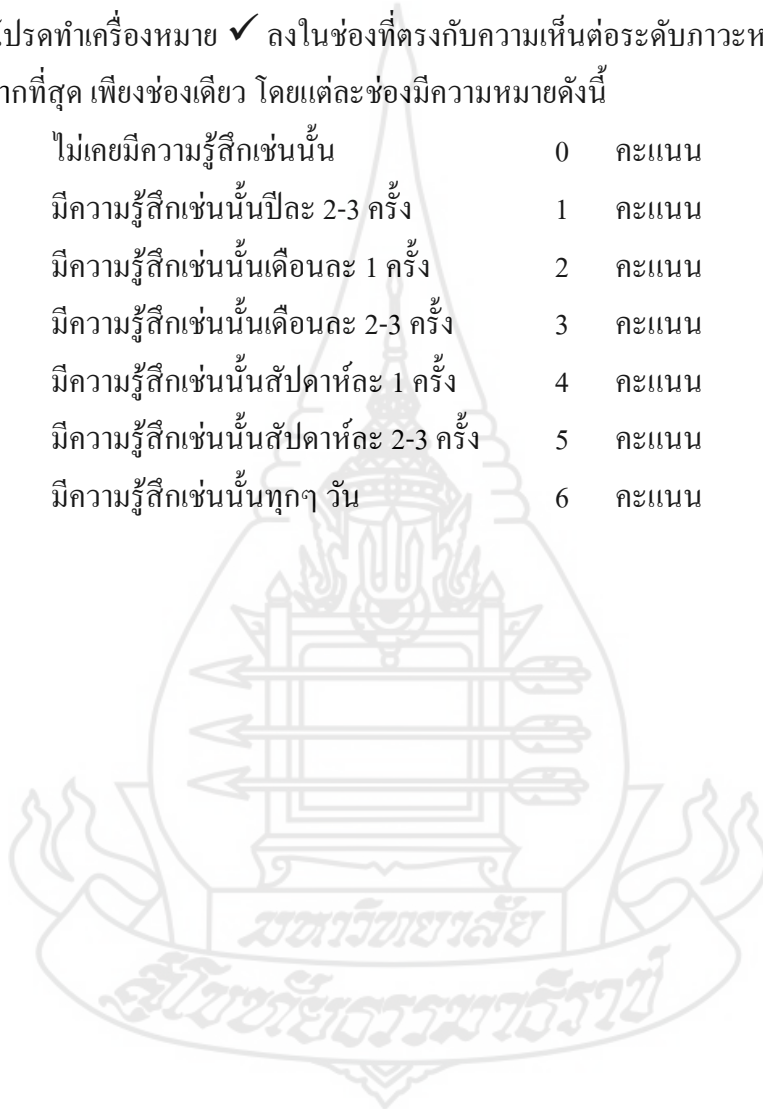 โปรดทำเครื่องหมาย ✓ ลงในช่องที่ตรงกับความเห็นต่อระดับภาวะห
ากที่สุด เพียงช่องเดียว โดยแต่ละช่องมีความหมายดังนี้
ไม่เคยมีความรู้สึกเช่นนั้น 0 คะแนน
มีความรู้สึกเช่นนั้นปีละ 2-3 ครั้ง 1 คะแนน
มีความรู้สึกเช่นนั้นเดือนละ 1 ครั้ง 2 คะแนน
มีความรู้สึกเช่นนั้นเดือนละ 2-3 ครั้ง 3 คะแนน
มีความรู้สึกเช่นนั้นสัปดาห์ละ 1 ครั้ง 4 คะแนน
มีความรู้สึกเช่นนั้นสัปดาห์ละ 2-3 ครั้ง 5 คะแนน
มีความรู้สึกเช่นนั้นทุกๆ วัน 6 คะแนน
มหาวิทยาลัย
สุโขทัยธรรมาธิราช